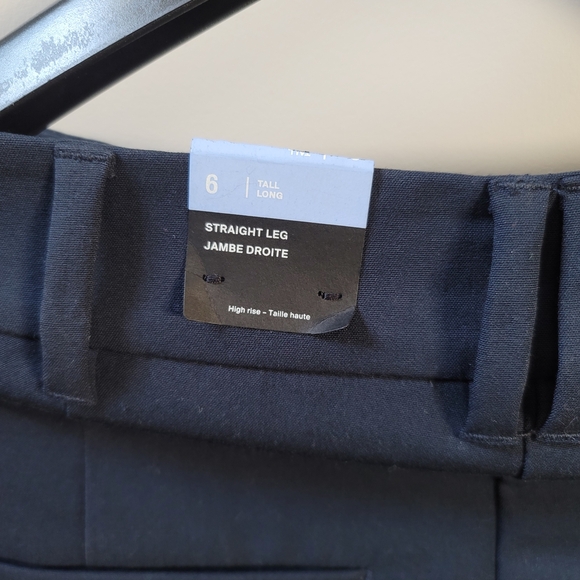 6 | TALL
LONG
STRAIGHT LEG
JAMBE DROITE
High rise - Taille haute